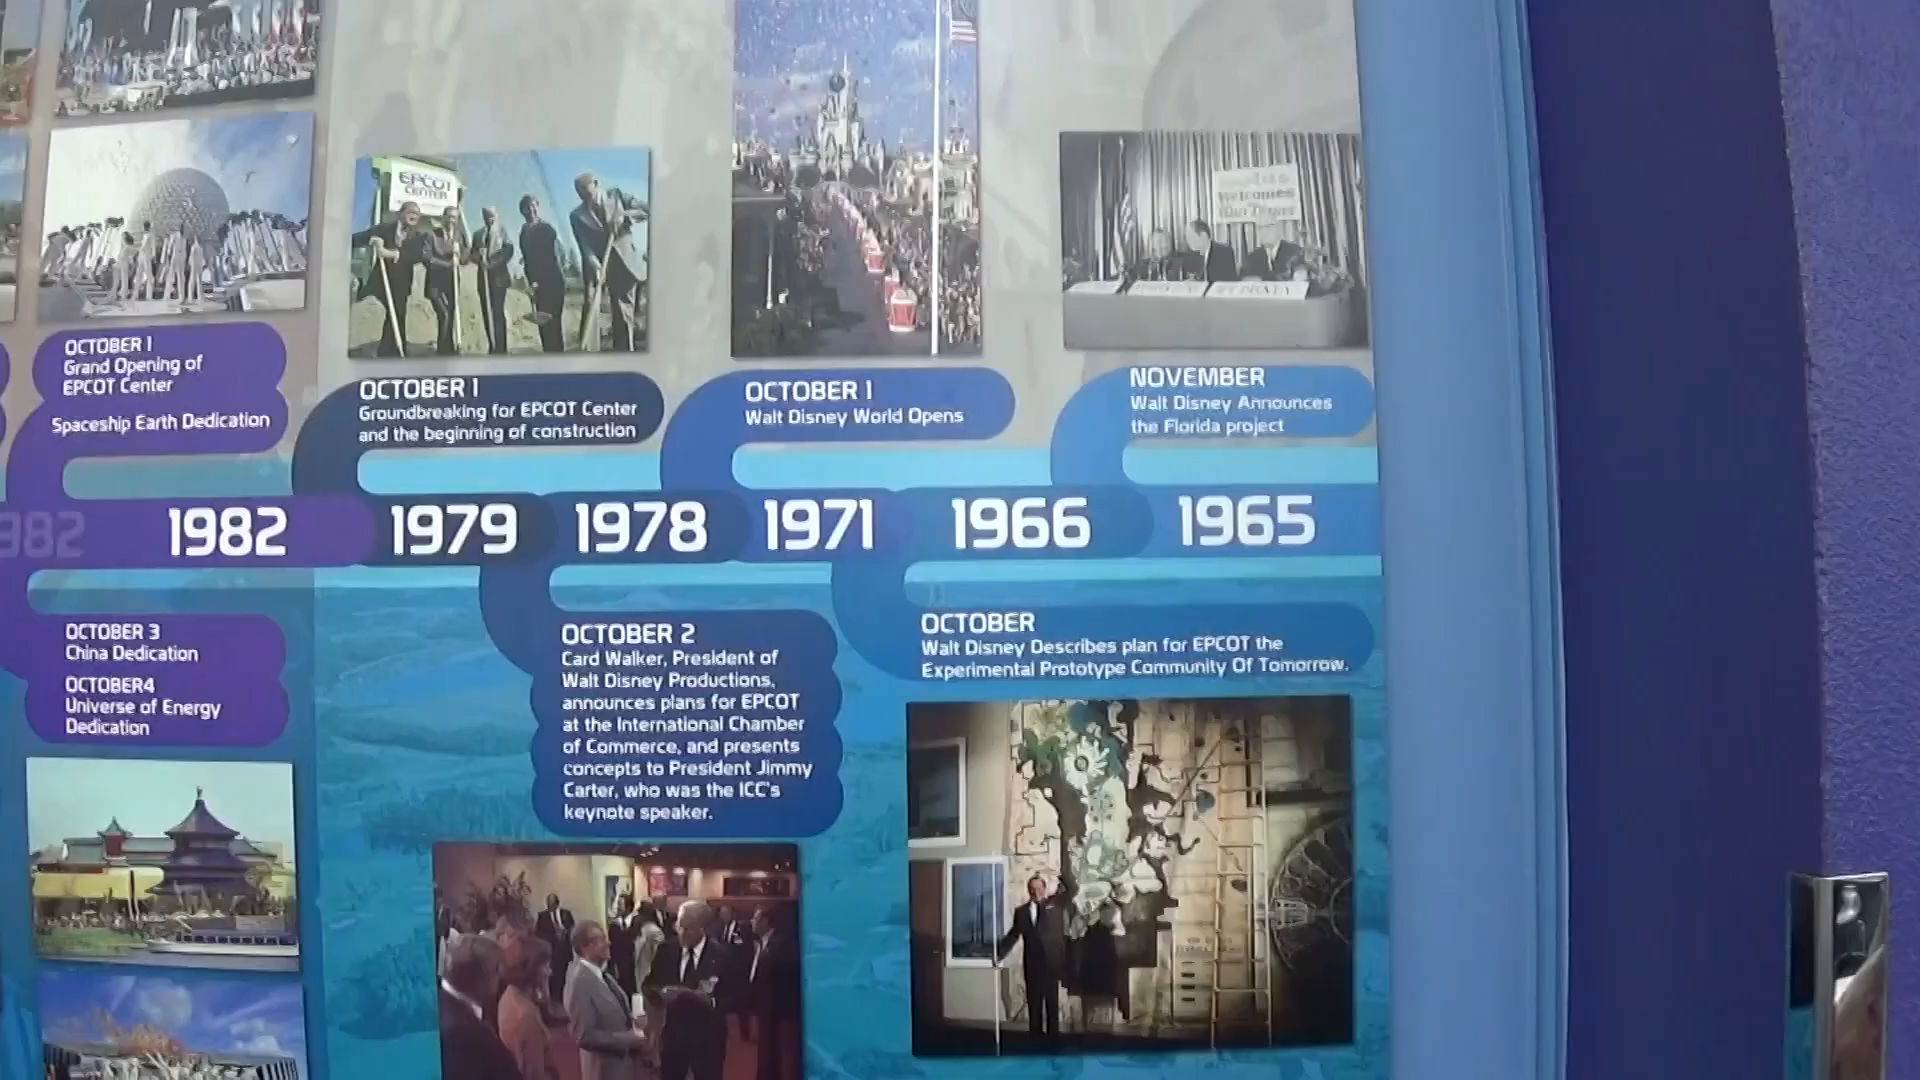 EPCOT
CENTER
Welcomes
OCTOBER 1
Grand Opening of
EPCOT Center
Spaceship Earth Dedication
OCTOBER 1
Groundbreaking for EPCOT Center
and the beginning of construction
OCTOBER 1
Walt Disney World Opens
NOVEMBER
Walt Disney Announces
the Florida project
982
1982
1979
1978
1971
1966
1965
OCTOBER 3
China Dedication
OCTOBER4
Universe of Energy
Dedication
OCTOBER 2
Card Walker, President of
Walt Disney Productions,
announces plans for EPCOT
at the International Chamber
of Commerce, and presents
concepts to President Jimmy
Carter, who was the ICC's
keynote speaker.
OCTOBER
Walt Disney Describes plan for EPCOT the
Experimental Prototype Community Of Tomorrow.